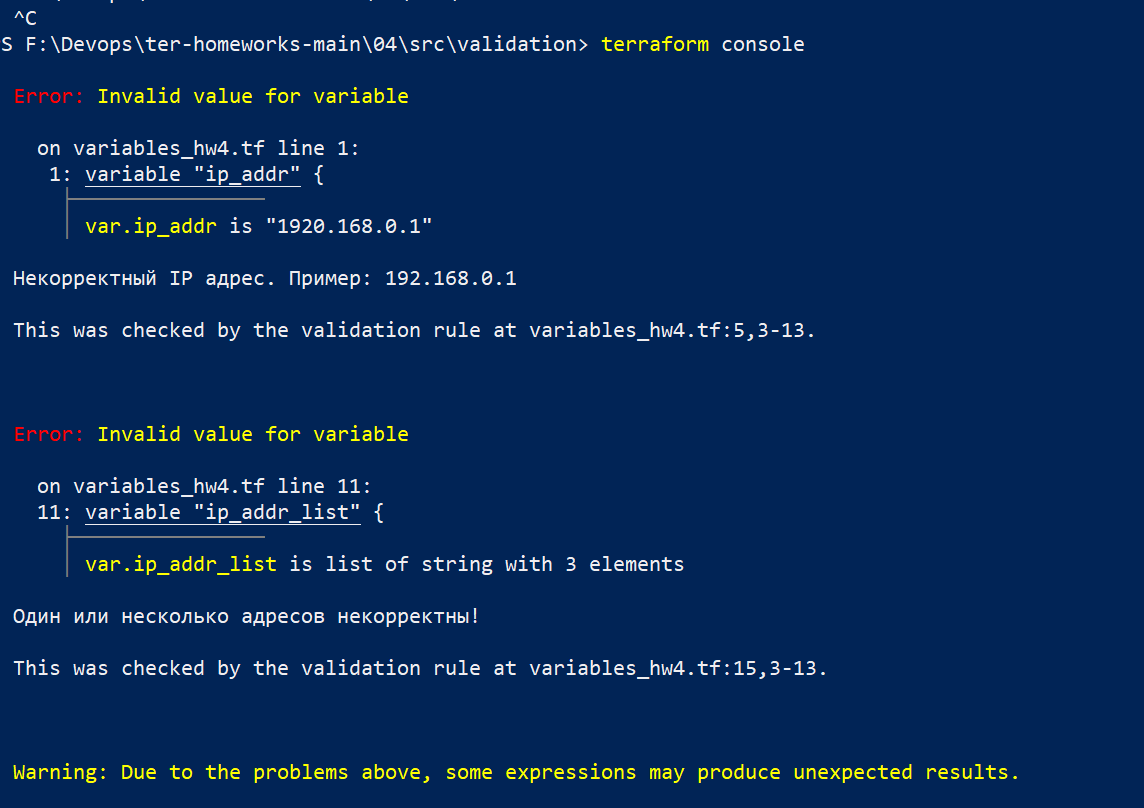 ^C
S F:\Devops\ter-homeworks-main\04\src\validation> terraform console
Error: Invalid value for variable
on variables_hw4.tf line 1:
1: variable "ip_addr" {
var.ip_addr is "1920.168.0.1"
Некорректный IP адрес. Пример: 192.168.0.1
This was checked by the validation rule at variables_hw4.tf:5,3-13.
Error: Invalid value for variable
on variables_hw4.tf line 11:
11: variable "ip_addr_list" {
var.ip_addr_list is list of string with 3 elements
Один или несколько адресов некорректны!
This was checked by the validation rule at variables_hw4.tf:15,3-13.
Warning: Due to the problems above, some expressions may produce unexpected results.